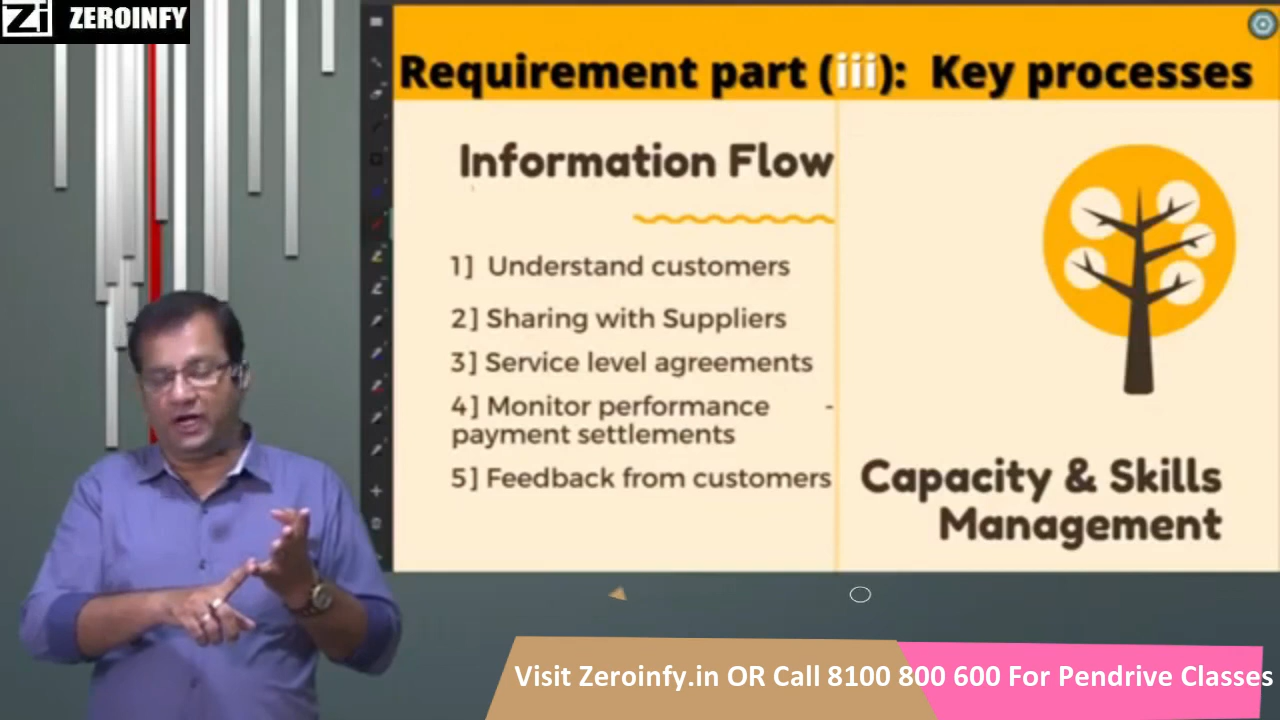 Zi ZEROINFY
Requirement part (iii): Key processes
Information Flow
1] Understand customers
2] Sharing with Suppliers
3] Service level agreements
4] Monitor performance -
payment settlements
5] Feedback from customers
Capacity & Skills
Management
Visit Zeroinfy.in OR Call 8100 800 600 For Pendrive Classes